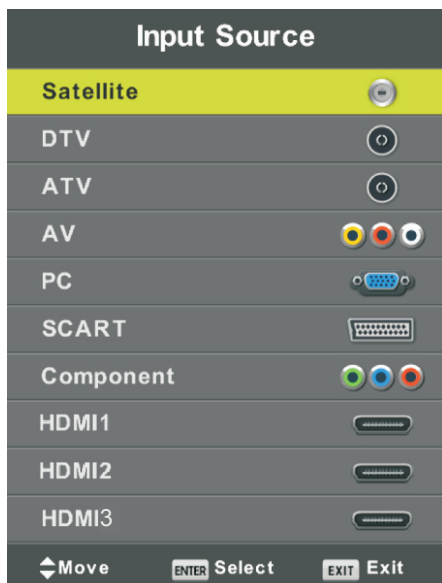 Input Source
Satellite
DTV
ATV
AV
PC
SCART
Component
HDMI1
HDMI2
HDMI3
Move ENTER Select EXIT Exit